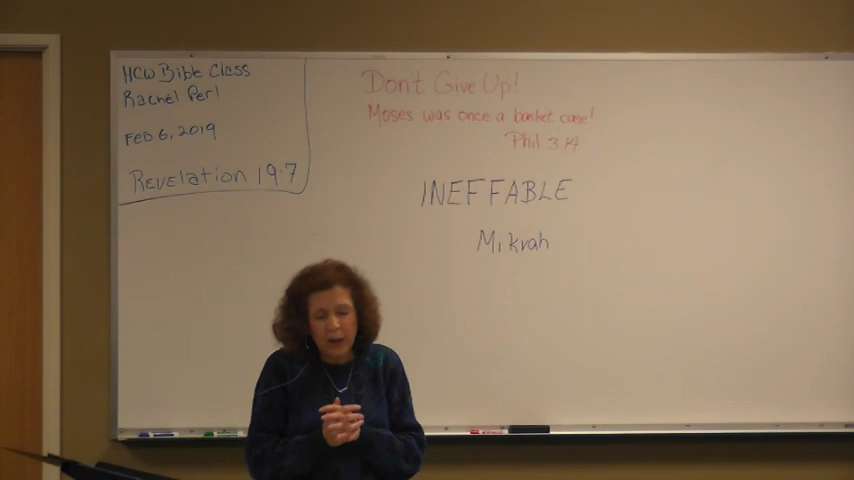 HCW Bible Class
Rachel Perl
FEB 6, 2019
Revelation 19:7
Don't Give Up!
Moses was once a basket case!
Phil 3:14
INEFFABLE
Mikrah